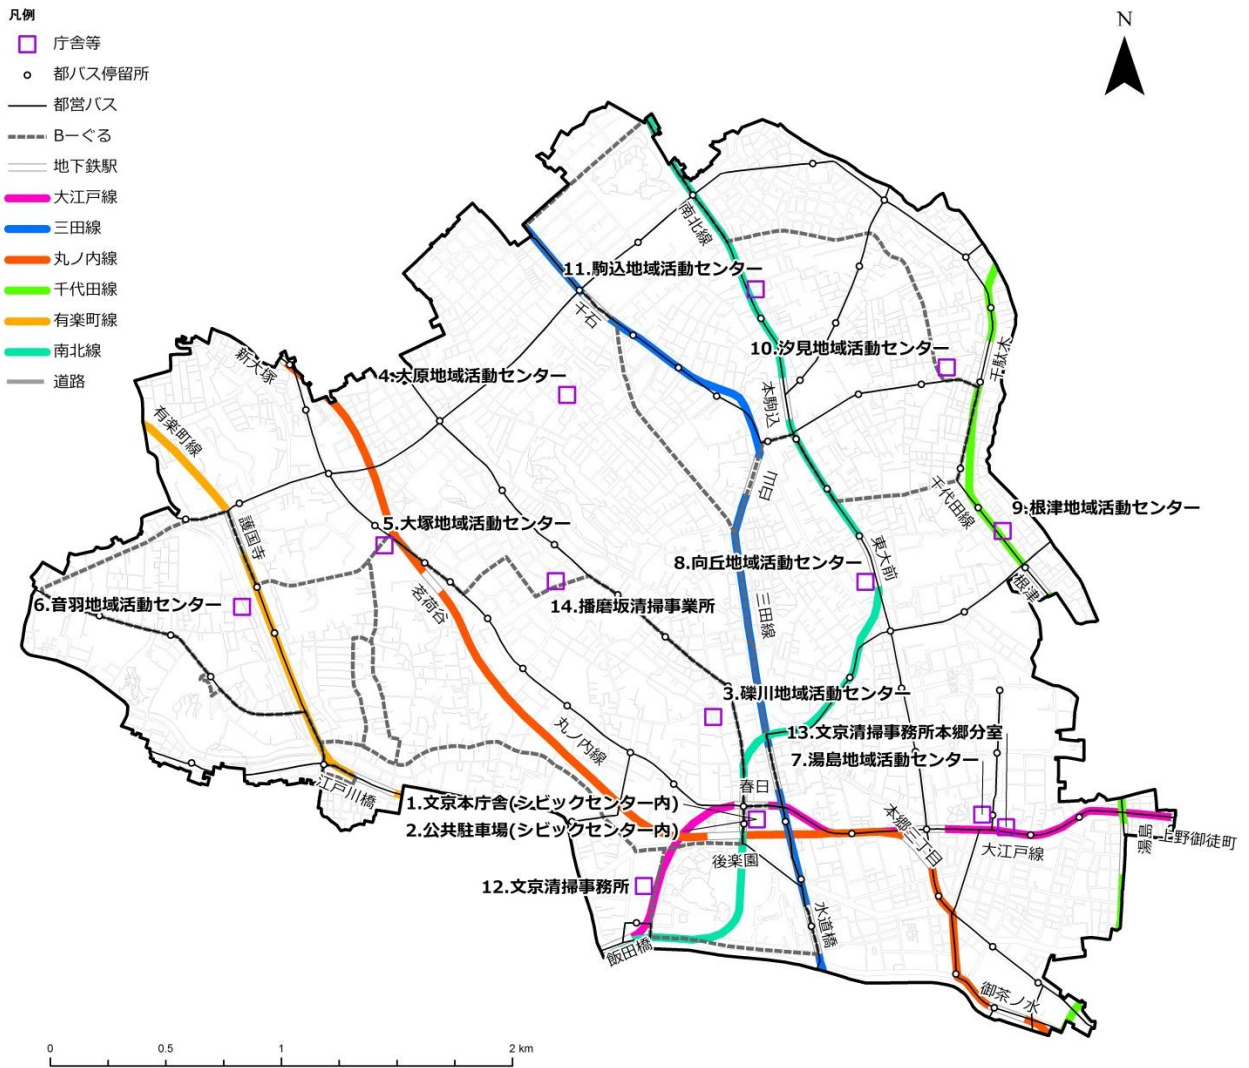 凡例
庁舎等
都バス停留所
都営バス
Bーぐる
地下鉄駅
大江戸線
三田線
丸ノ内線
千代田線
有楽町線
南北線
道路
N
南北線
11.駒込地域活動センター
千石
10.汐見地域活動センター
千駄木
新大塚
4.大原地域活動センター
本駒込
有楽町線
白山
千代田線
9.根津地域活動センター
護国寺
5.大塚地域活動センター
東大前
8.向丘地域活動センター
根津
茗荷谷
6.音羽地域活動センター
14.播磨坂清掃事業所
三田線
3.礫川地域活動センター
丸ノ内線
13.文京清掃事務所本郷分室
7.湯島地域活動センター
江戸川橋
春日
1.文京本庁舎(シビックセンター内)
2.公共駐車場(シビックセンター内)
本郷三丁目
大江戸線
湯島
上野御徒町
後楽園
12.文京清掃事務所
水道橋
飯田橋
御茶ノ水
0 0.5 1 2 km